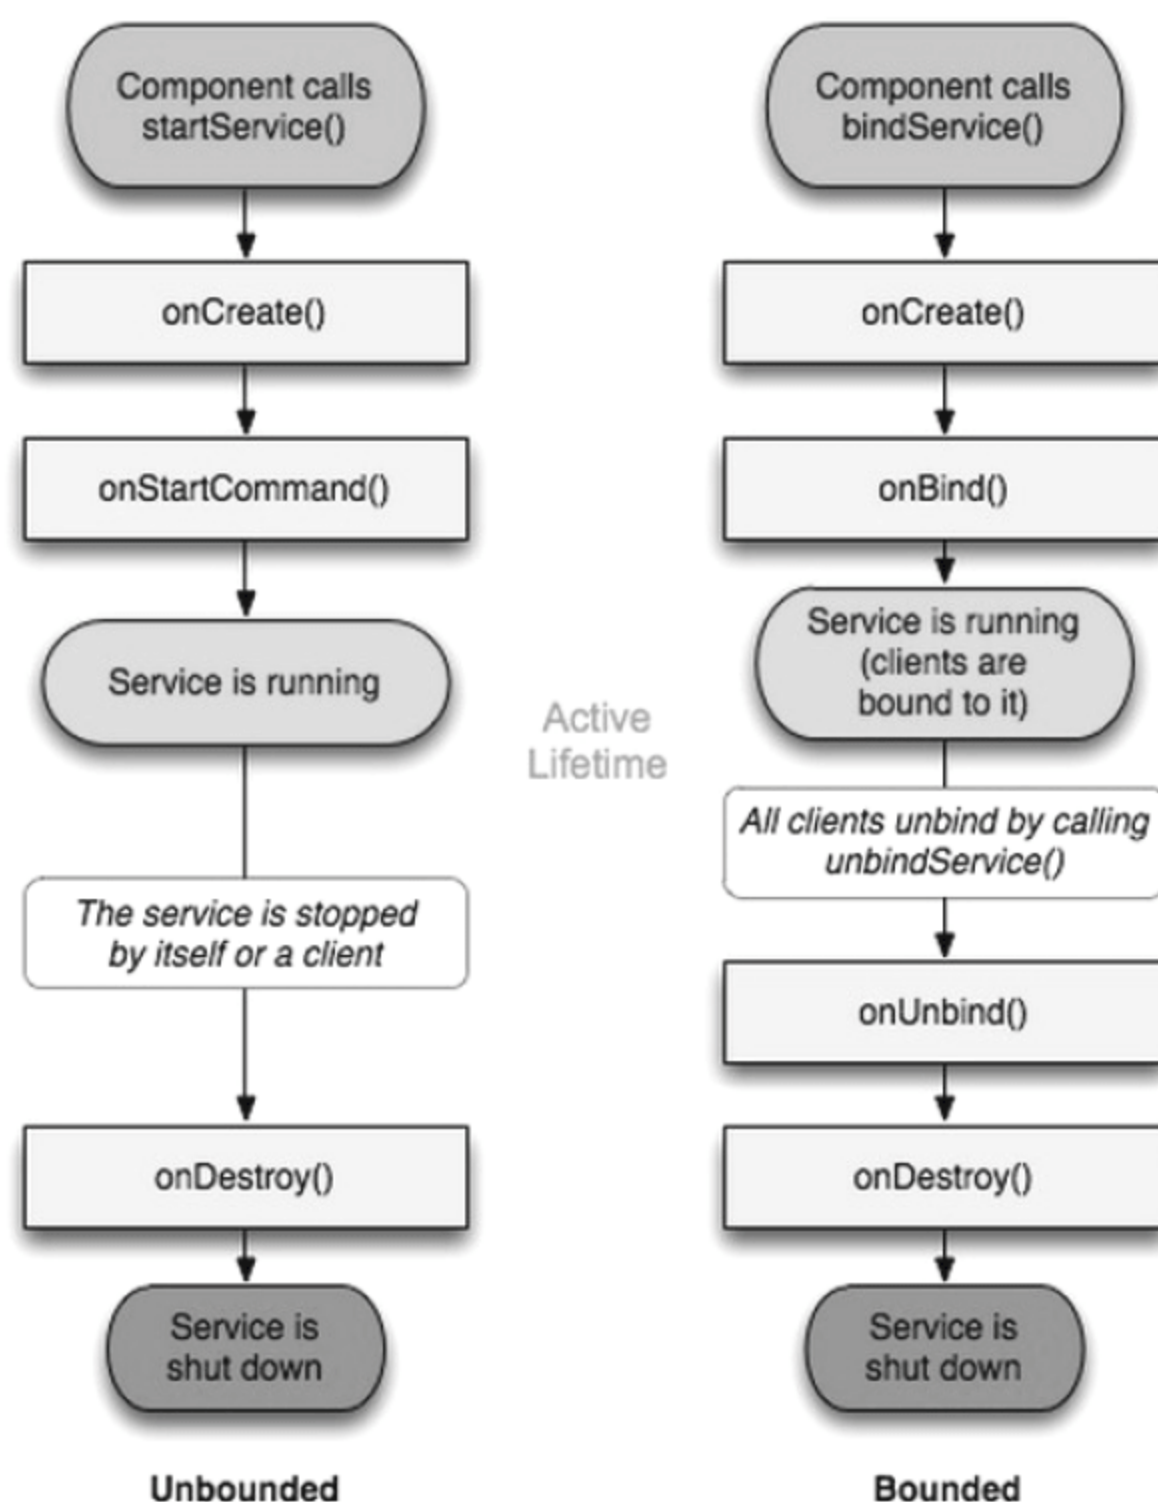 Component calls
startService()
onCreate()
onStartCommand()
Service is running
The service is stopped
by itself or a client
onDestroy()
Service is
shut down
Unbounded
Active
Lifetime
Component calls
bindService()
onCreate()
onBind()
Service is running
(clients are
bound to it)
All clients unbind by calling
unbindService()
onUnbind()
onDestroy()
Service is
shut down
Bounded